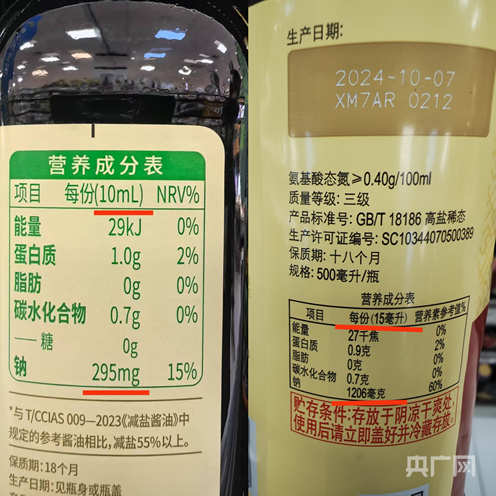 营养成分表
项目 每份(10mL) NRV%
能量 29kJ 0%
蛋白质 1.0g 2%
脂肪 0g 0%
碳水化合物 0.7g 0%
——糖 0g
钠 295mg 15%
*与T/CCIAS 009—2023《减盐酱油》中
规定的参考酱油相比,减盐55%以上。
保质期:18个月
生产日期:见瓶身或瓶盖
生产日期:
2024-10-07
XM7AR 0212
氨基酸态氮≥0.40g/100ml
质量等级:三级
产品标准号:GB/T 18186 高盐稀态
生产许可证编号:SC10344070500389
保质期:十八个月
规格:500毫升/瓶
营养成分表
项目 每份(15毫升) 营养素参考值%
能量 27千焦 0%
蛋白质 0.9克 2%
脂肪 0克 0%
碳水化合物 0.7克 0%
钠 1206毫克 60%
贮存条件:存放于阴凉干爽处,
使用后请立即盖好并冷藏存放。
央广网